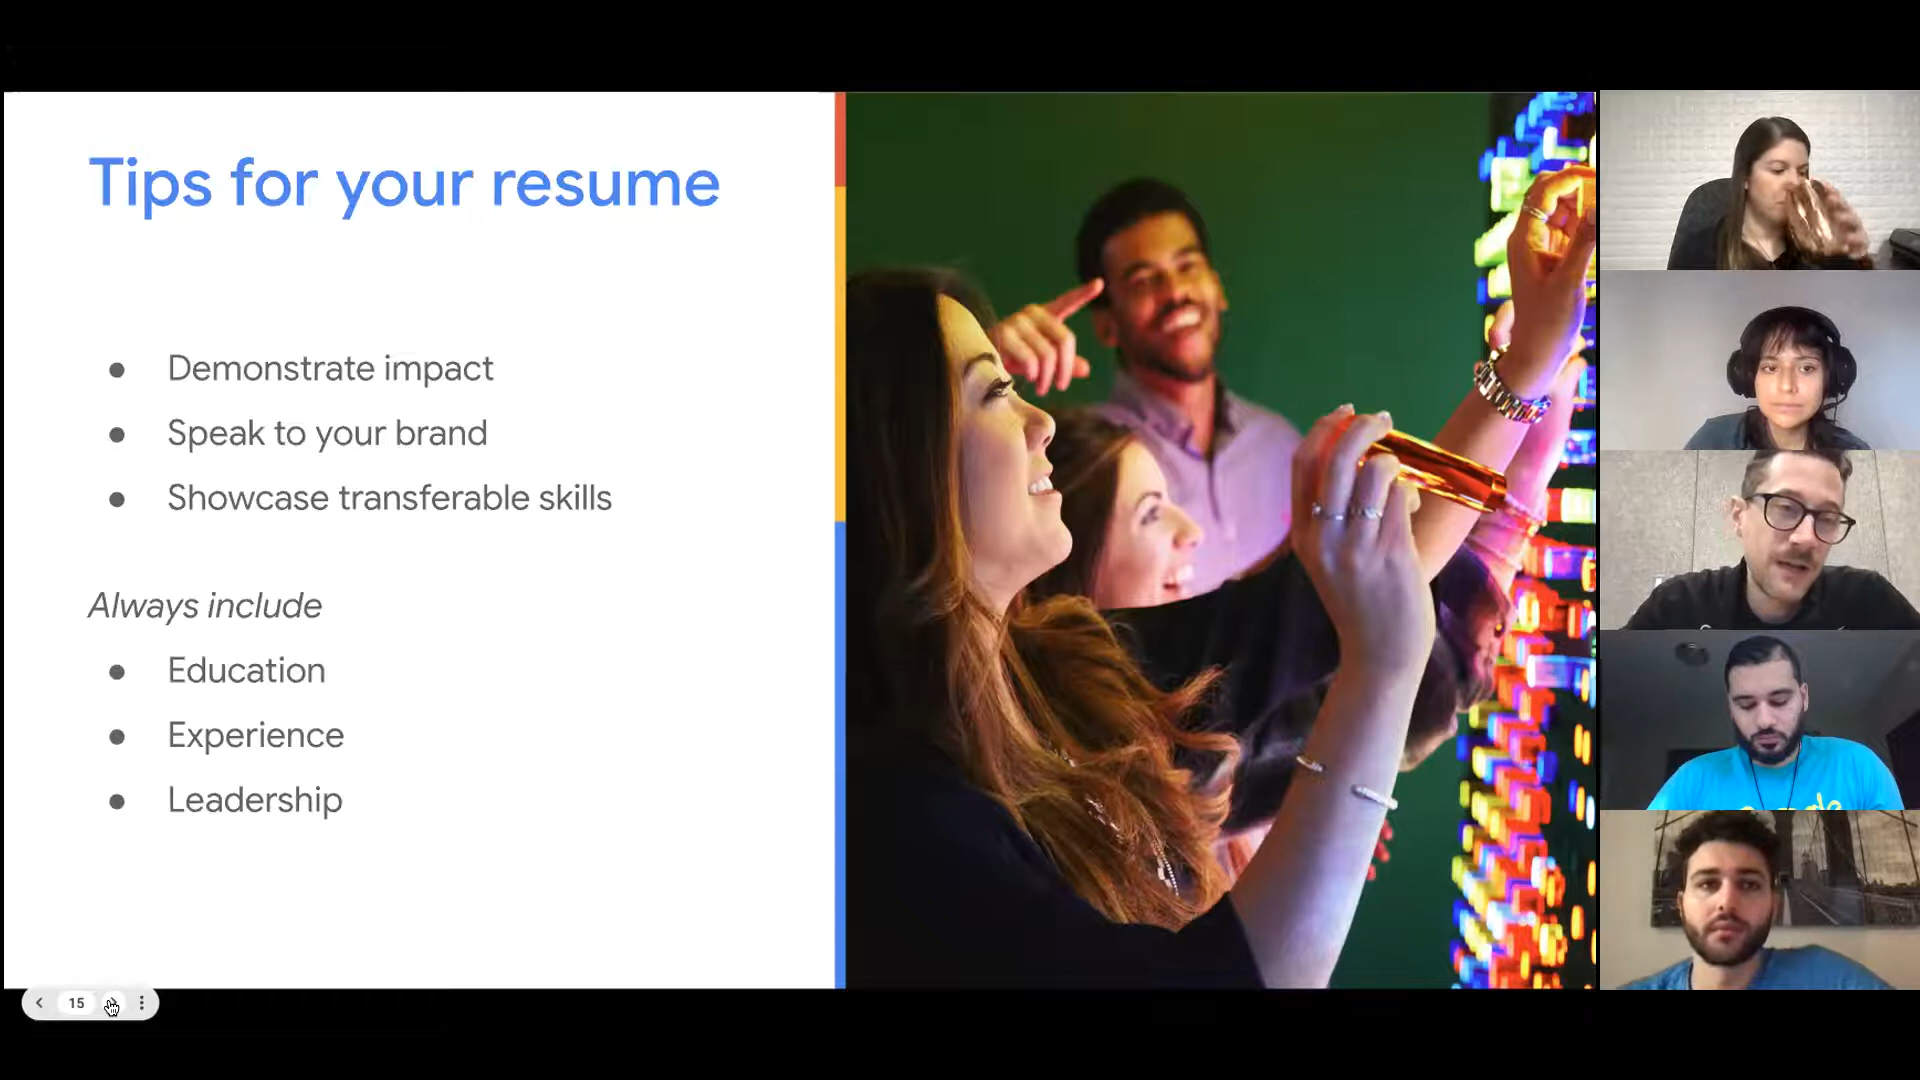 Tips for your resume
Demonstrate impact
Speak to your brand
Showcase transferable skills
Always include
Education
Experience
Leadership
15